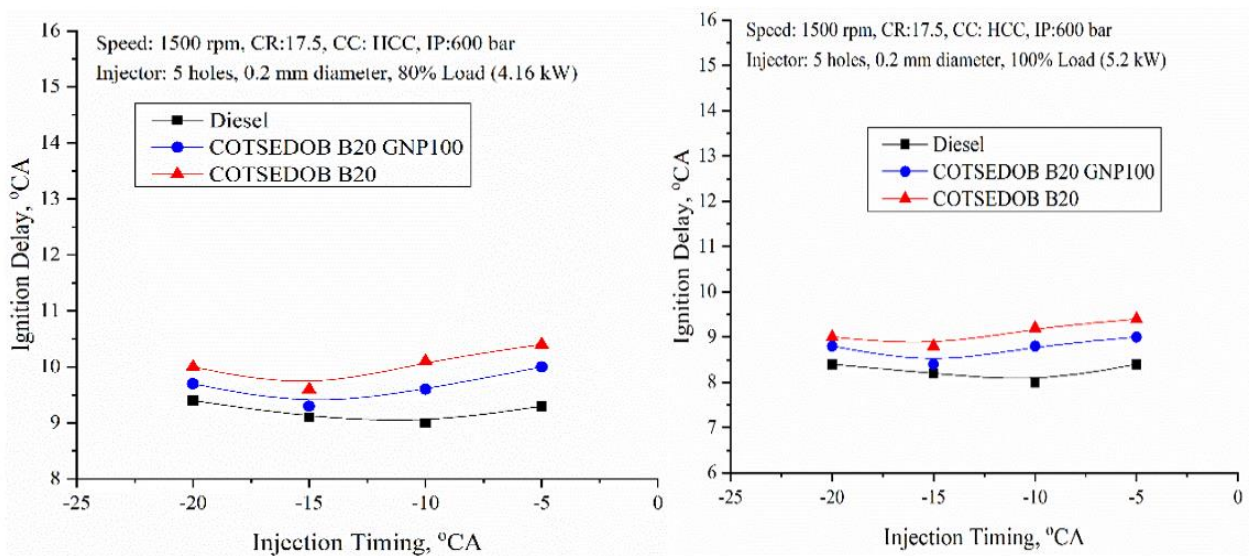 Speed: 1500 rpm, CR:17.5, CC: HCC, IP:600 bar
Injector: 5 holes, 0.2 mm diameter, 80% Load (4.16 kW)
Diesel
COTSEDOB B20 GNP100
COTSEDOB B20
Ignition Delay, °CA
16
15
14
13
12
11
10
9
8
-25
-20
-15
-10
-5
0
Injection Timing, °CA
Speed: 1500 rpm, CR:17.5, CC: HCC, IP:600 bar
Injector: 5 holes, 0.2 mm diameter, 100% Load (5.2 kW)
Diesel
COTSEDOB B20 GNP100
COTSEDOB B20
Ignition Delay, °CA
16
15
14
13
12
11
10
9
8
7
6
-25
-20
-15
-10
-5
0
Injection Timing, °CA